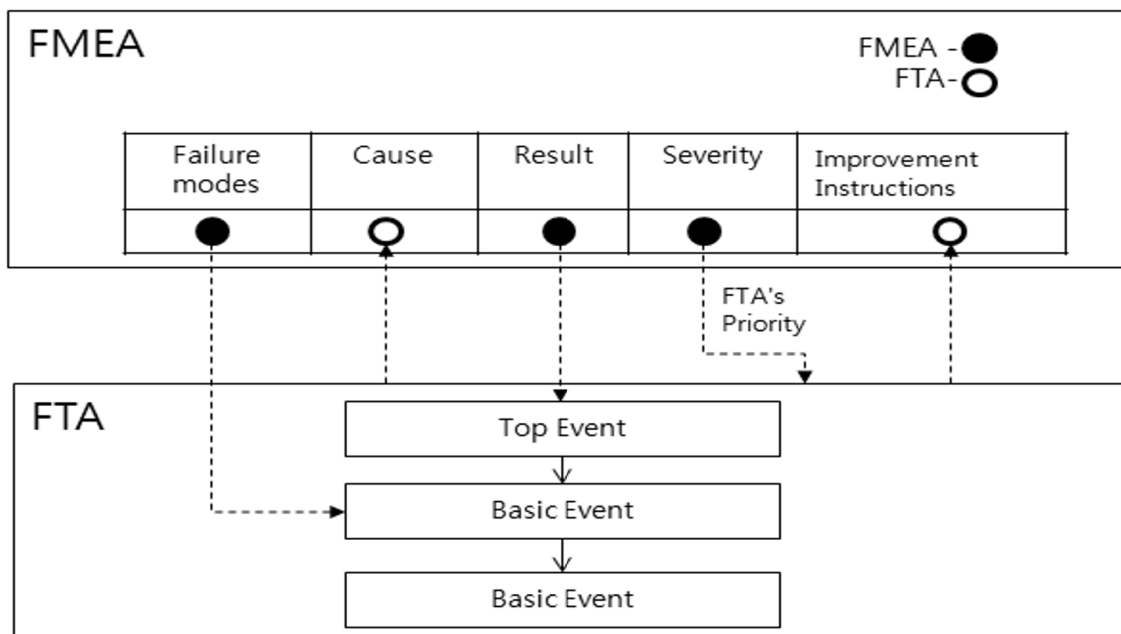 FMEA
FMEA -
FTA-
Failure modes
Cause
Result
Severity
Improvement Instructions
FTA's
Priority
FTA
Top Event
Basic Event
Basic Event